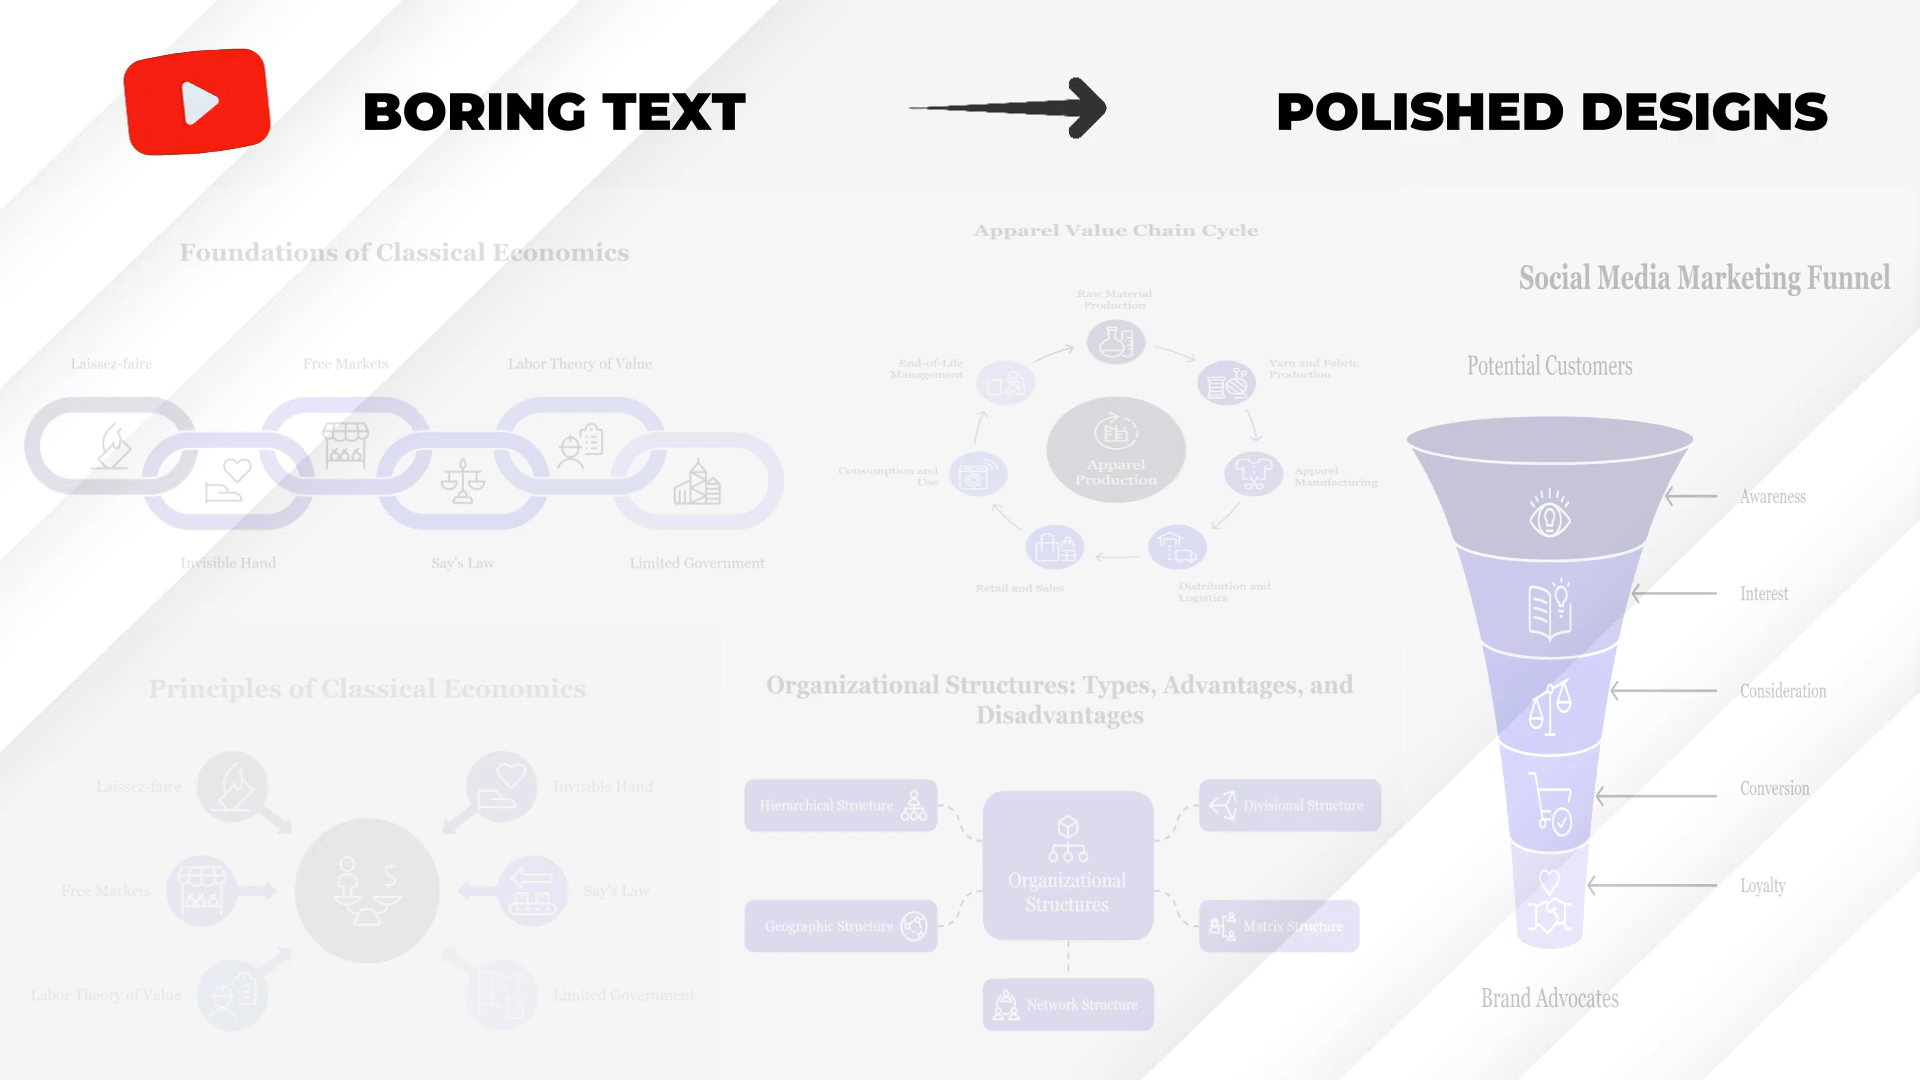 BORING TEXT
POLISHED DESIGNS
Foundations of Classical Economics
Laissez-faire
Free Markets
Labor Theory of Value
Invisible Hand
Say's Law
Limited Government
Apparel Value Chain Cycle
Raw Material
Production
End-of-Life
Management
Yarn and Fabric
Production
Apparel
Production
Consumption and
Use
Apparel
Manufacturing
Retail and Sales
Distribution and
Logistics
Social Media Marketing Funnel
Potential Customers
Awareness
Interest
Consideration
Conversion
Loyalty
Brand Advocates
Principles of Classical Economics
Laissez-faire
Invisible Hand
Free Markets
Say's Law
Labor Theory of Value
Limited Government
Organizational Structures: Types, Advantages, and
Disadvantages
Hierarchical Structure
Divisional Structure
Organizational
Structures
Geographic Structure
Matrix Structure
Network Structure